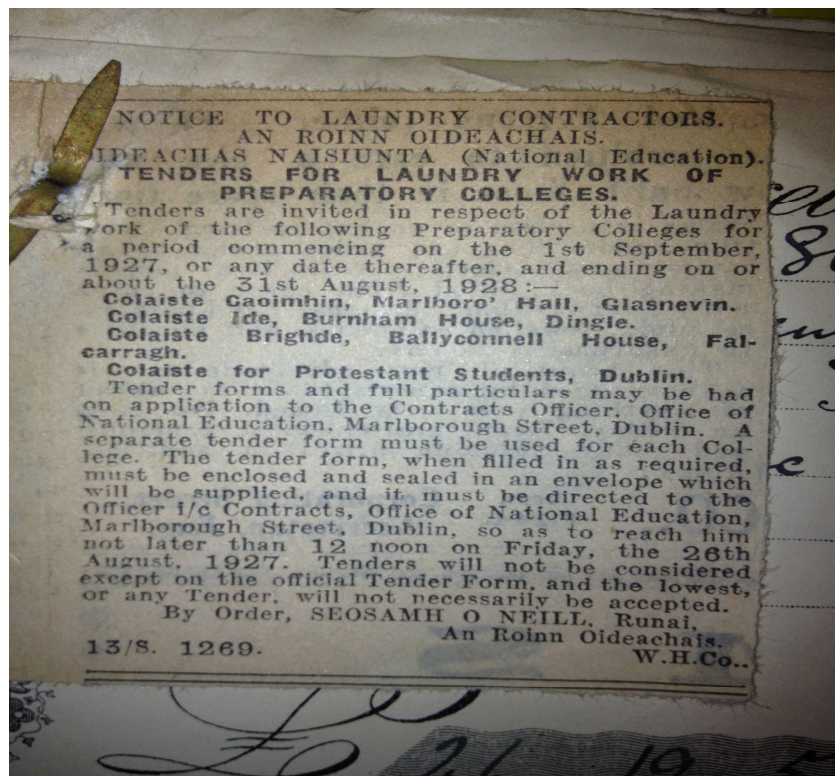 NOTICE TO LAUNDRY CONTRACTORS.
AN ROINN OIDEACHAIS.
OIDEACHAS NAISIUNTA (National Education).
TENDERS FOR LAUNDRY WORK OF
PREPARATORY COLLEGES.
Tenders are invited in respect of the Laundry
work of the following Preparatory Colleges for
a period commencing on the 1st September,
1927, or any date thereafter, and ending on or
about the 31st August, 1928:—
Colaiste Caoimhin, Marlboro' Hall, Glasnevin.
Colaiste Ide, Burnham House, Dingle.
Colaiste Brighde, Ballyconnell House, Fal-
carragh.
Colaiste for Protestant Students, Dublin.
Tender forms and full particulars may be had
on application to the Contracts Officer, Office of
National Education, Marlborough Street, Dublin. A
separate tender form must be used for each Col-
lege. The tender form, when filled in as required,
must be enclosed and sealed in an envelope which
will be supplied, and it must be directed to the
Officer i/c Contracts, Office of National Education,
Marlborough Street, Dublin, so as to reach him
not later than 12 noon on Friday, the 26th
August, 1927. Tenders will not be considered
except on the official Tender Form, and the lowest,
or any Tender, will not necessarily be accepted.
By Order, SEOSAMH O NEILL, Runai,
An Roinn Oideachais.
13/S. 1269.
W.H.Co..